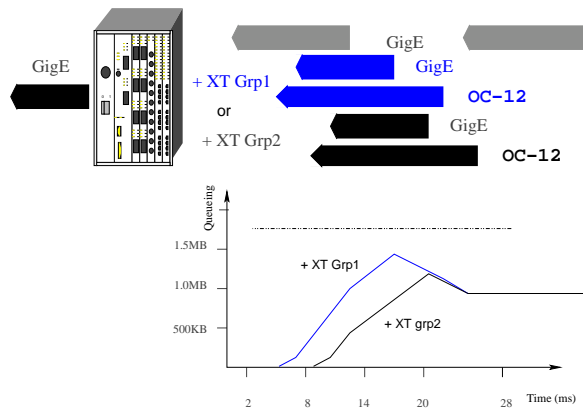 GigE
GigE
+ XT Grp1
GigE
OC-12
or
GigE
+ XT Grp2
OC-12
Queueing
1.5MB
+ XT Grp1
1.0MB
500KB
+ XT grp2
2 8 14 20 28 Time (ms)